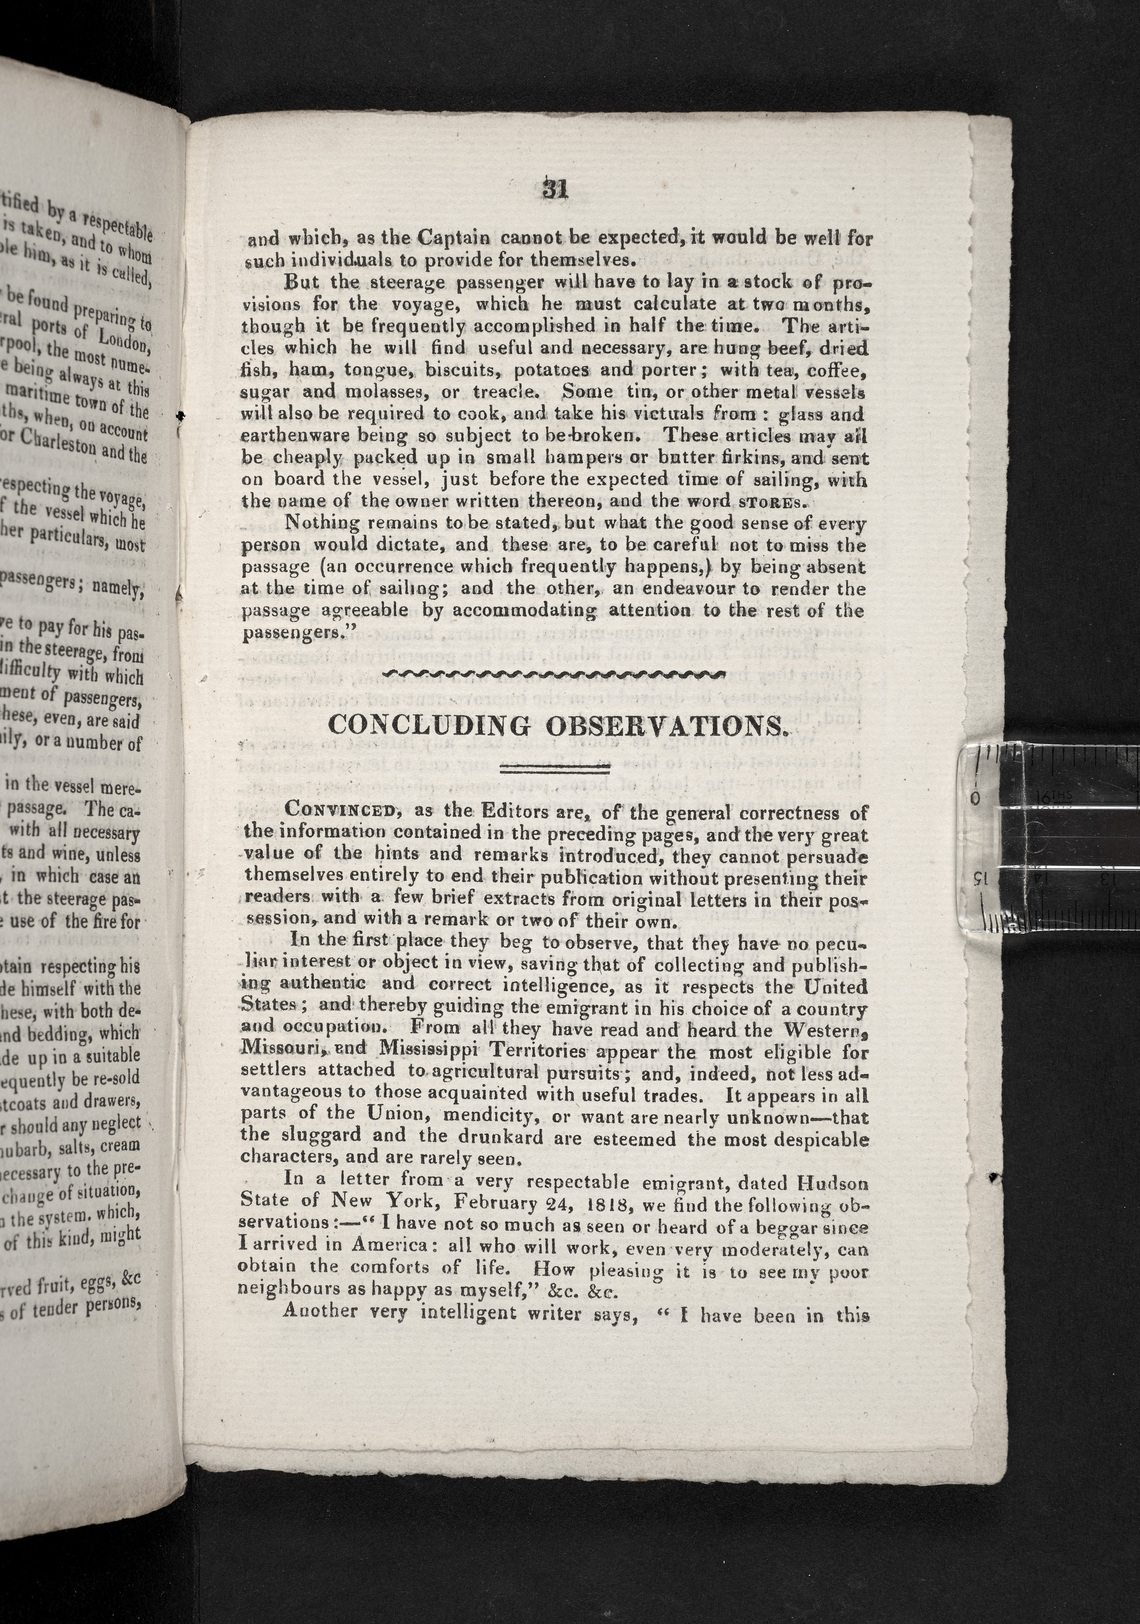 tified by a respectable
is taken, and to whom
ble him, as it is called,
be found preparing to
ral ports of London,
rpool, the most nume-
e being always at this
maritime town of the
ths, when, on account
or Charleston and the
especting the voyage,
f the vessel which he
her particulars, most
passengers; namely,
ve to pay for his pas-
in the steerage, from
difficulty with which
ment of passengers,
hese, even, are said
ily, or a number of
in the vessel mere-
passage. The ca-
with all necessary
ts and wine, unless
, in which case an
t the steerage pas-
e use of the fire for
tain respecting his
de himself with the
hese, with both de-
nd bedding, which
de up in a suitable
equently be re-sold
stcoats and drawers,
r should any neglect
hubarb, salts, cream
necessary to the pre-
change of situation,
n the system. which,
of this kind, might
rved fruit, eggs, &c
s of tender persons,
31
and which, as the Captain cannot be expected, it would be well for
such individuals to provide for themselves.
But the steerage passenger will have to lay in a stock of pro-
visions for the voyage, which he must calculate at two months,
though it be frequently accomplished in half the time. The arti-
cles which he will find useful and necessary, are hung beef, dried
fish, ham, tongue, biscuits, potatoes and porter; with tea, coffee,
sugar and molasses, or treacle. Some tin, or other metal vessels
will also be required to cook, and take his victuals from: glass and
earthenware being so subject to be broken. These articles may all
be cheaply packed up in small hampers or butter firkins, and sent
on board the vessel, just before the expected time of sailing, with
the name of the owner written thereon, and the word STORES.
Nothing remains to be stated, but what the good sense of every
person would dictate, and these are, to be careful not to miss the
passage (an occurrence which frequently happens,) by being absent
at the time of sailing; and the other, an endeavour to render the
passage agreeable by accommodating attention to the rest of the
passengers.”
CONCLUDING OBSERVATIONS.
CONVINCED, as the Editors are, of the general correctness of
the information contained in the preceding pages, and the very great
value of the hints and remarks introduced, they cannot persuade
themselves entirely to end their publication without presenting their
readers with a few brief extracts from original letters in their pos-
session, and with a remark or two of their own.
In the first place they beg to observe, that they have no pecu-
liar interest or object in view, saving that of collecting and publish-
ing authentic and correct intelligence, as it respects the United
States; and thereby guiding the emigrant in his choice of a country
and occupation. From all they have read and heard the Western,
Missouri, and Mississippi Territories appear the most eligible for
settlers attached to agricultural pursuits; and, indeed, not less ad-
vantageous to those acquainted with useful trades. It appears in all
parts of the Union, mendicity, or want are nearly unknown—that
the sluggard and the drunkard are esteemed the most despicable
characters, and are rarely seen.
In a letter from a very respectable emigrant, dated Hudson
State of New York, February 24, 1818, we find the following ob-
servations:—“ I have not so much as seen or heard of a beggar since
I arrived in America: all who will work, even very moderately, can
obtain the comforts of life. How pleasing it is to see my poor
neighbours as happy as myself,” &c. &c.
Another very intelligent writer says, “ I have been in this
0
16THS
15
14
13